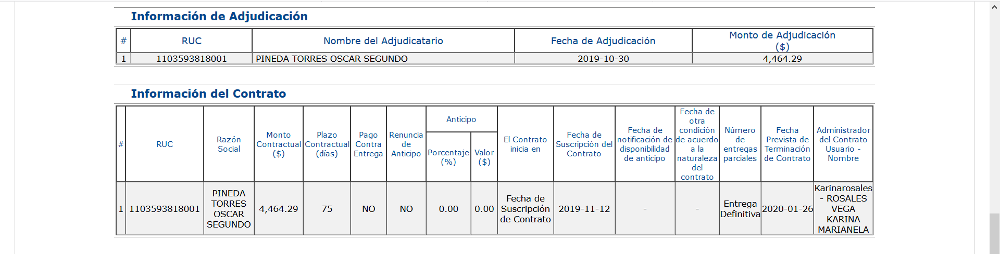 Información de Adjudicación
# RUC Nombre del Adjudicatario Fecha de Adjudicación Monto de Adjudicación
($)
1 1103593818001 PINEDA TORRES OSCAR SEGUNDO 2019-10-30 4,464.29
Información del Contrato
#
RUC
Razón
Social
Monto
Contractual
($)
Plazo
Contractual
(días)
Pago
Contra
Entrega
Renuncia
de
Anticipo
Anticipo
Porcentaje
(%)
Valor
($)
El Contrato
inicia en
Fecha de
Suscripción del
Contrato
Fecha de
notificación de
disponibilidad
de anticipo
Fecha de
otra
condición
de acuerdo
a la
naturaleza
del
contrato
Número
de
entregas
parciales
Fecha
Prevista de
Terminación
de Contrato
Administrador
del Contrato
Usuario -
Nombre
1
1103593818001
PINEDA
TORRES
OSCAR
SEGUNDO
4,464.29
75
NO
NO
0.00
0.00
Fecha de
Suscripción
de Contrato
2019-11-12
-
-
Entrega
Definitiva
2020-01-26
Karinarosales
- ROSALES
VEGA
KARINA
MARIANELA